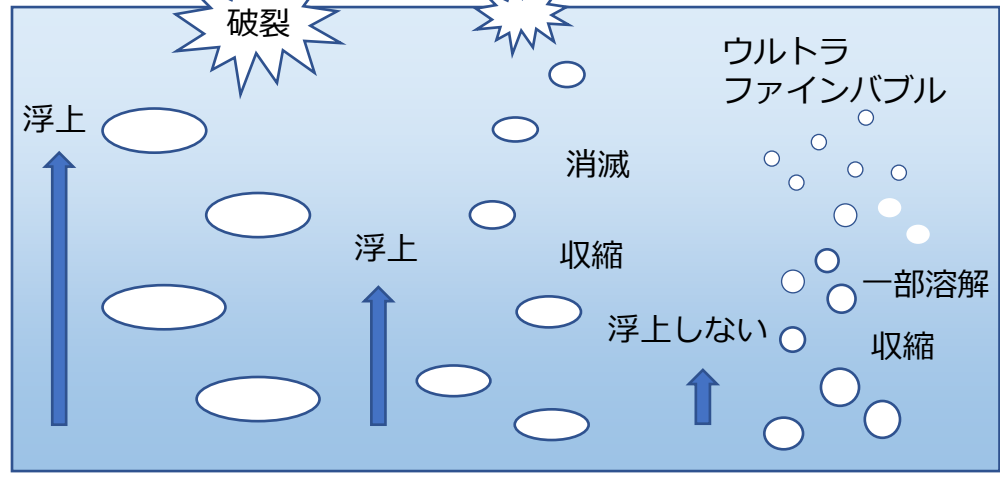 破裂
浮上
浮上
消滅
収縮
浮上しない
ウルトラ
ファインバブル
一部溶解
収縮